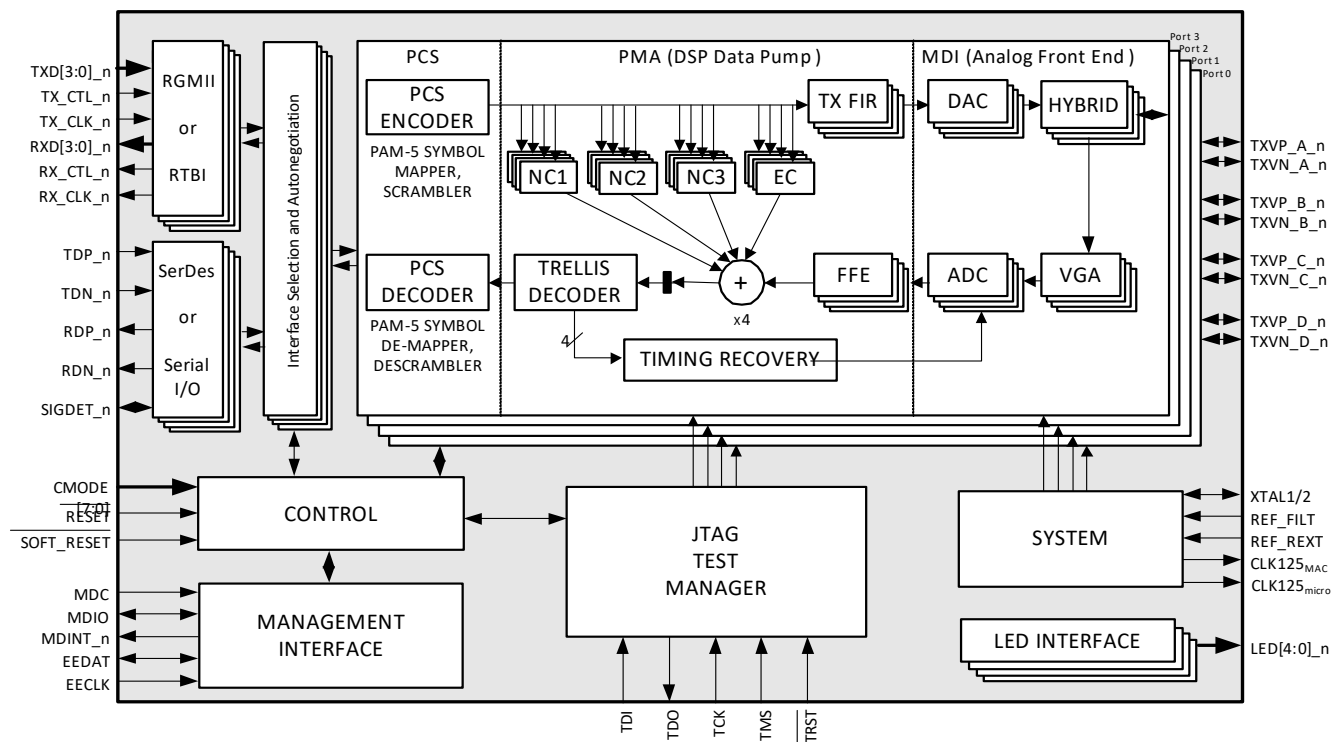 TXD[3:0]_n
TX_CTL_n
TX_CLK_n
RXD[3:0]_n
RX_CTL_n
RX_CLK_n
TDP_n
TDN_n
RDP_n
RDN_n
SIGDET_n
CMODE
[7:0]
RESET
SOFT_RESET
MDC
MDIO
MDINT_n
EEDAT
EECLK
RGMII
or
RTBI
SerDes
or
Serial
I/O
Interface Selection and Autonegotiation
PCS
PMA (DSP Data Pump)
MDI (Analog Front End)
Port 3
Port 2
Port 1
Port 0
PCS
ENCODER
PAM-5 SYMBOL
MAPPER,
SCRAMBLER
TX FIR
DAC
HYBRID
NC1
NC2
NC3
EC
PCS
DECODER
PAM-5 SYMBOL
DE-MAPPER,
DESCRAMBLER
TRELLIS
DECODER
+
x4
FFE
ADC
VGA
4
TIMING RECOVERY
CONTROL
MANAGEMENT
INTERFACE
JTAG
TEST
MANAGER
SYSTEM
LED INTERFACE
TXVP_A_n
TXVN_A_n
TXVP_B_n
TXVN_B_n
TXVP_C_n
TXVN_C_n
TXVP_D_n
TXVN_D_n
XTAL1/2
REF_FILT
REF_REXT
CLK125MAC
CLK125micro
LED[4:0]_n
TDI
TDO
TCK
TMS
TRST